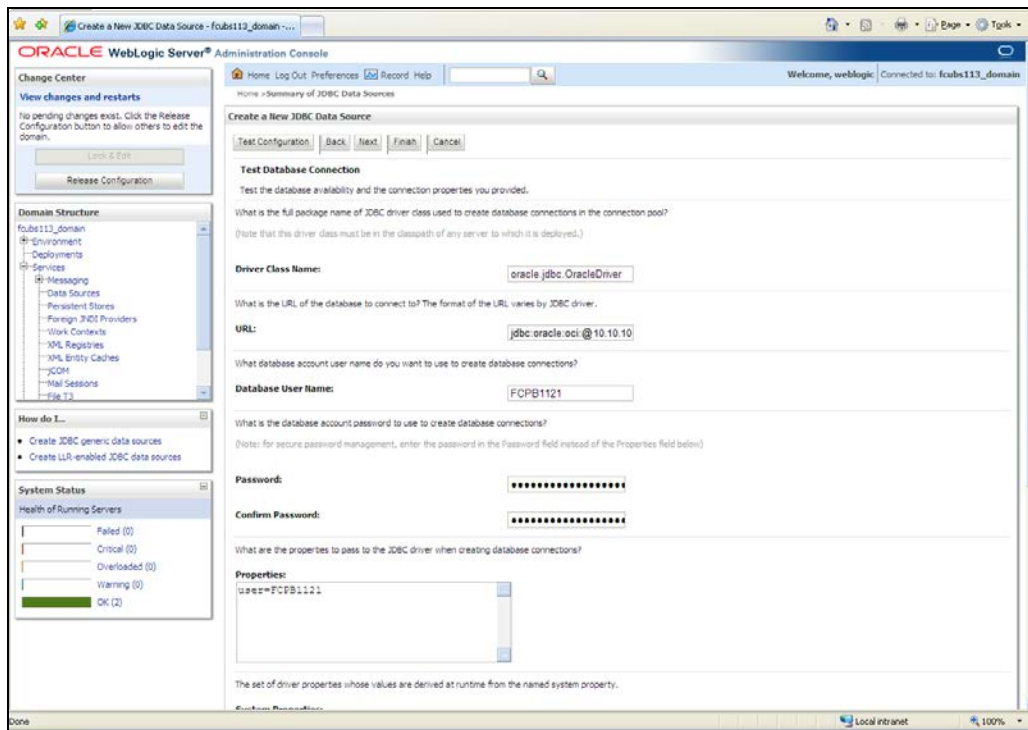 Create a New JDBC Data Source - fcubs113_domain -...
Page
Tools
ORACLE WebLogic Server® Administration Console
Change Center
View changes and restarts
No pending changes exist. Click the Release
Configuration button to allow others to edit the
domain.
Lock & Edit
Release Configuration
Domain Structure
fcubs113_domain
Environment
Deployments
Services
Messaging
Data Sources
Persistent Stores
Foreign JNDI Providers
Work Contexts
XML Registries
XML Entity Caches
jCOM
Mail Sessions
File T3
How do I...
Create JDBC generic data sources
Create LLR-enabled JDBC data sources
System Status
Health of Running Servers
Failed (0)
Critical (0)
Overloaded (0)
Warning (0)
OK (2)
Home Log Out Preferences Record Help
Welcome, weblogic Connected to: fcubs113_domain
Home >Summary of JDBC Data Sources
Create a New JDBC Data Source
Test Configuration Back Next Finish Cancel
Test Database Connection
Test the database availability and the connection properties you provided.
What is the full package name of JDBC driver class used to create database connections in the connection pool?
(Note that this driver class must be in the classpath of any server to which it is deployed.)
Driver Class Name: oracle.jdbc.OracleDriver
What is the URL of the database to connect to? The format of the URL varies by JDBC driver.
URL: jdbc:oracle:oci:@10.10.10
What database account user name do you want to use to create database connections?
Database User Name: FCPB1121
What is the database account password to use to create database connections?
(Note: for secure password management, enter the password in the Password field instead of the Properties field below)
Password:
Confirm Password:
What are the properties to pass to the JDBC driver when creating database connections?
Properties:
user=FCPB1121
The set of driver properties whose values are derived at runtime from the named system property.
System Properties:
Done
Local intranet
100%